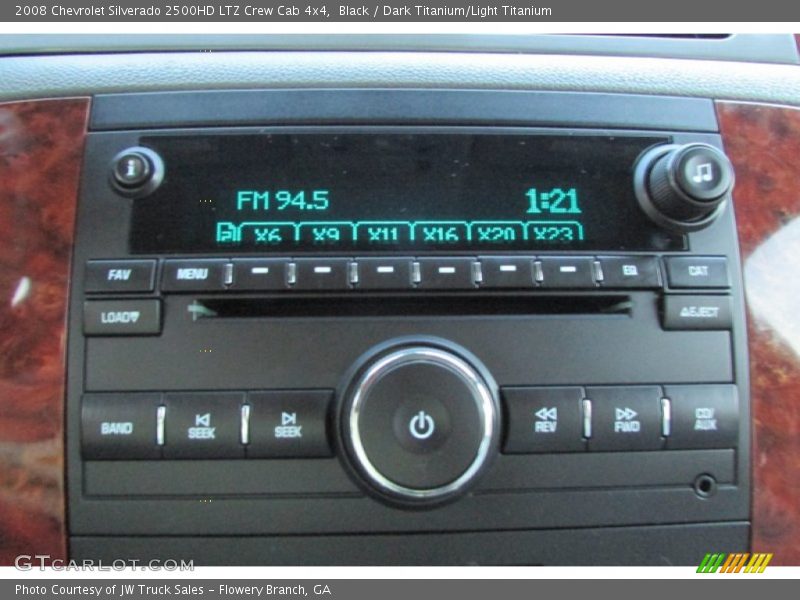 2008 Chevrolet Silverado 2500HD LTZ Crew Cab 4x4, Black / Dark Titanium/Light Titanium
FM 94.5 1:21
X6 X9 X11 X16 X20 X23
FAV MENU EQ CAT
LOAD EJECT
BAND SEEK SEEK REV FWD CD/AUX
GTCARLOT.COM
Photo Courtesy of JW Truck Sales - Flowery Branch, GA